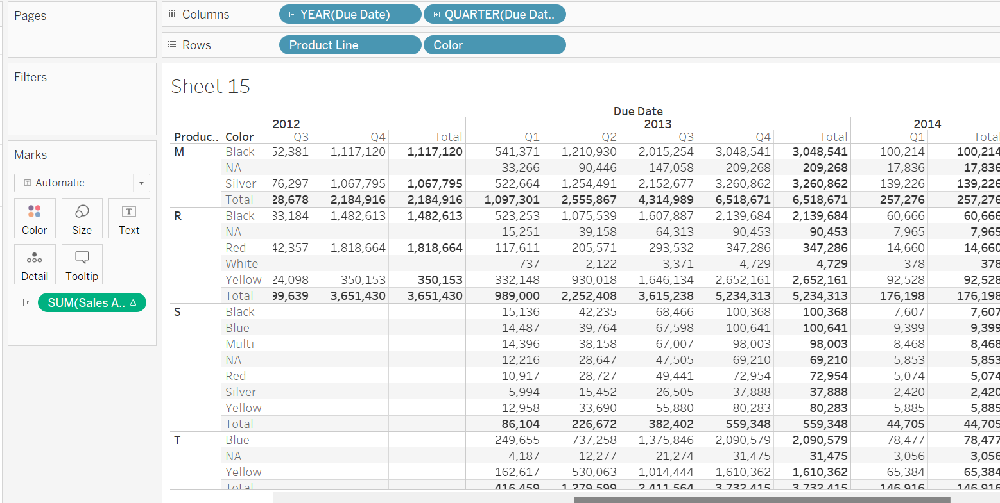 Pages
Columns
YEAR(Due Date)
QUARTER(Due Dat..
Rows
Product Line
Color
Filters
Marks
Automatic
Color
Size
Text
Detail
Tooltip
SUM(Sales A..
Sheet 15
Due Date
2012 2013 2014
Produc.. Color Q3 Q4 Total Q1 Q2 Q3 Q4 Total Q1 Total
M Black 52,381 1,117,120 1,117,120 541,371 1,210,930 2,015,254 3,048,541 3,048,541 100,214 100,214
NA 33,266 90,446 147,058 209,268 209,268 17,836 17,836
Silver 76,297 1,067,795 1,067,795 522,664 1,254,491 2,152,677 3,260,862 3,260,862 139,226 139,226
Total 28,678 2,184,916 2,184,916 1,097,301 2,555,867 4,314,989 6,518,671 6,518,671 257,276 257,276
R Black 33,184 1,482,613 1,482,613 523,253 1,075,539 1,607,887 2,139,684 2,139,684 60,666 60,666
NA 15,251 39,158 64,313 90,453 90,453 7,965 7,965
Red 42,357 1,818,664 1,818,664 117,611 205,571 293,532 347,286 347,286 14,660 14,660
White 737 2,122 3,371 4,729 4,729 378 378
Yellow 24,098 350,153 350,153 332,148 930,018 1,646,134 2,652,161 2,652,161 92,528 92,528
Total 99,639 3,651,430 3,651,430 989,000 2,252,408 3,615,238 5,234,313 5,234,313 176,198 176,198
S Black 15,136 42,235 68,466 100,368 100,368 7,607 7,607
Blue 14,487 39,764 67,598 100,641 100,641 9,399 9,399
Multi 14,396 38,158 67,007 98,003 98,003 8,468 8,468
NA 12,216 28,647 47,505 69,210 69,210 5,853 5,853
Red 10,917 28,727 49,441 72,954 72,954 5,074 5,074
Silver 5,994 15,452 26,505 37,888 37,888 2,420 2,420
Yellow 12,958 33,690 55,880 80,283 80,283 5,885 5,885
Total 86,104 226,672 382,402 559,348 559,348 44,705 44,705
T Blue 249,655 737,258 1,375,846 2,090,579 2,090,579 78,477 78,477
NA 4,187 12,277 21,274 31,475 31,475 3,056 3,056
Yellow 162,617 530,063 1,014,444 1,610,362 1,610,362 65,384 65,384
Total 416,459 1,279,599 2,411,564 3,732,415 3,732,415 146,916 146,916